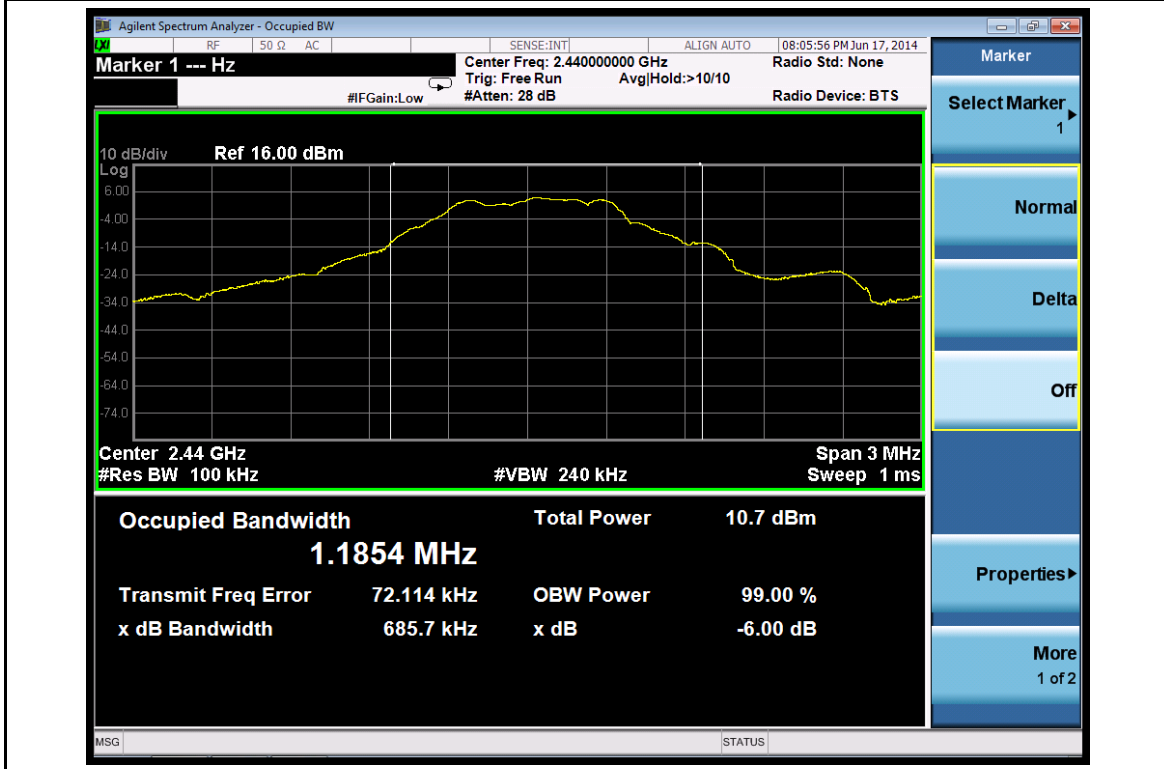 Agilent Spectrum Analyzer - Occupied BW
LXI RF 50 Ω AC SENSE:INT ALIGN AUTO 08:05:56 PM Jun 17, 2014
Marker 1 --- Hz
Center Freq: 2.440000000 GHz
Radio Std: None
Trig: Free Run Avg|Hold:>10/10
#IFGain:Low
#Atten: 28 dB
Radio Device: BTS
10 dB/div Ref 16.00 dBm
Log
6.00
-4.00
-14.0
-24.0
-34.0
-44.0
-54.0
-64.0
-74.0
Center 2.44 GHz Span 3 MHz
#Res BW 100 kHz #VBW 240 kHz Sweep 1 ms
Occupied Bandwidth Total Power 10.7 dBm
1.1854 MHz
Transmit Freq Error 72.114 kHz OBW Power 99.00 %
x dB Bandwidth 685.7 kHz x dB -6.00 dB
MSG STATUS
Marker
Select Marker
1
Normal
Delta
Off
Properties
More
1 of 2